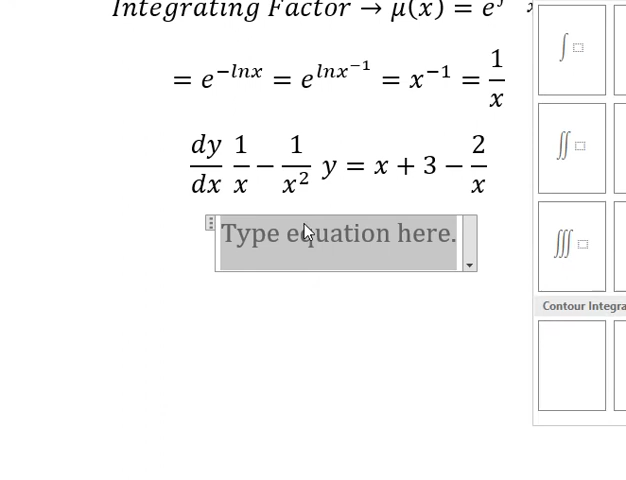 Integrating Factor → μ(x) = e^∫
= e^{-lnx} = e^{lnx^{-1}} = x^{-1} = 1/x
dy/dx 1/x − 1/x² y = x + 3 − 2/x
Type equation here.
∫
∬
∭
Contour Integra